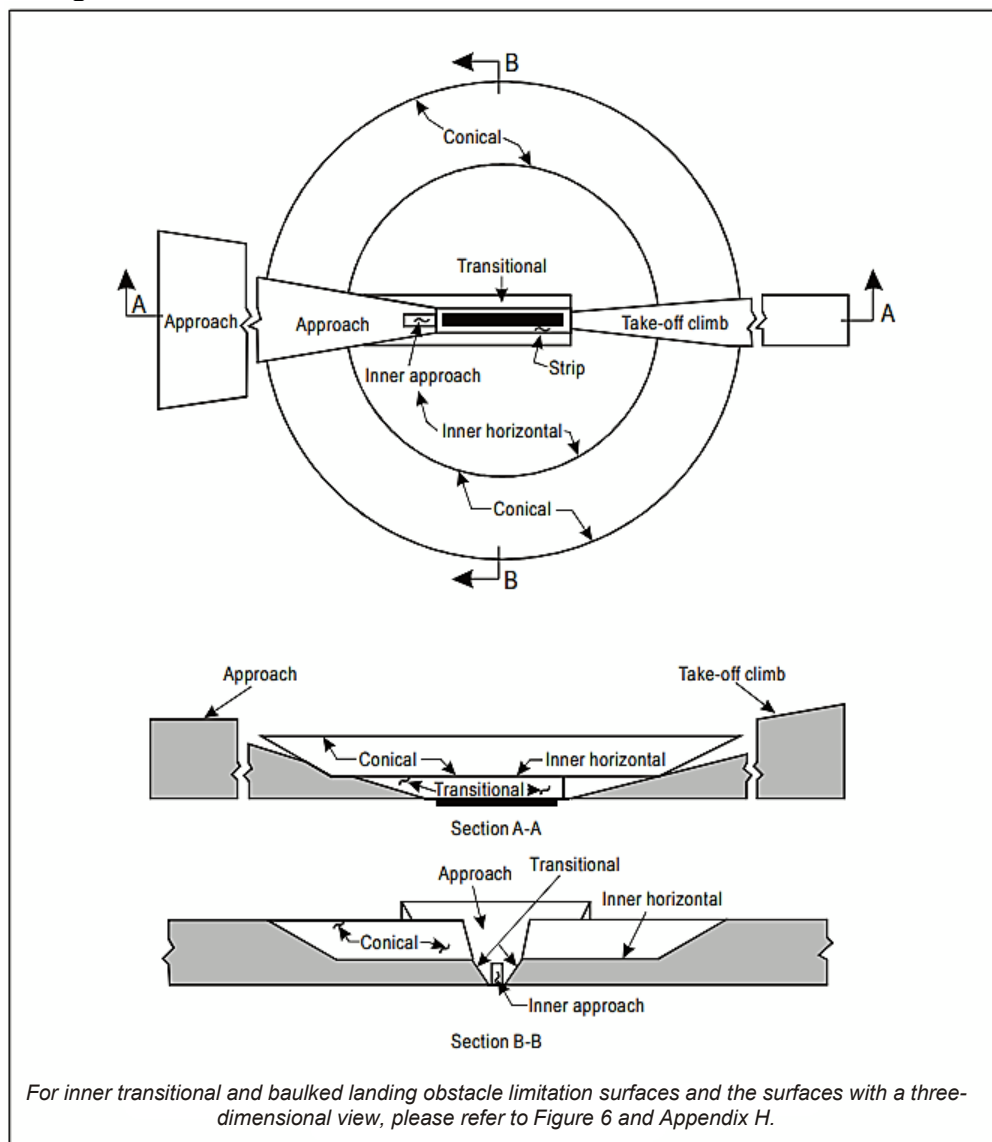 B
Conical
Transitional
A
A
Approach
Approach
Take-off climb
Inner approach
Strip
Inner horizontal
Conical
B
Approach
Take-off climb
Conical
Inner horizontal
Transitional
Section A-A
Transitional
Approach
Inner horizontal
Conical
Inner approach
Section B-B
For inner transitional and baulked landing obstacle limitation surfaces and the surfaces with a three-
dimensional view, please refer to Figure 6 and Appendix H.